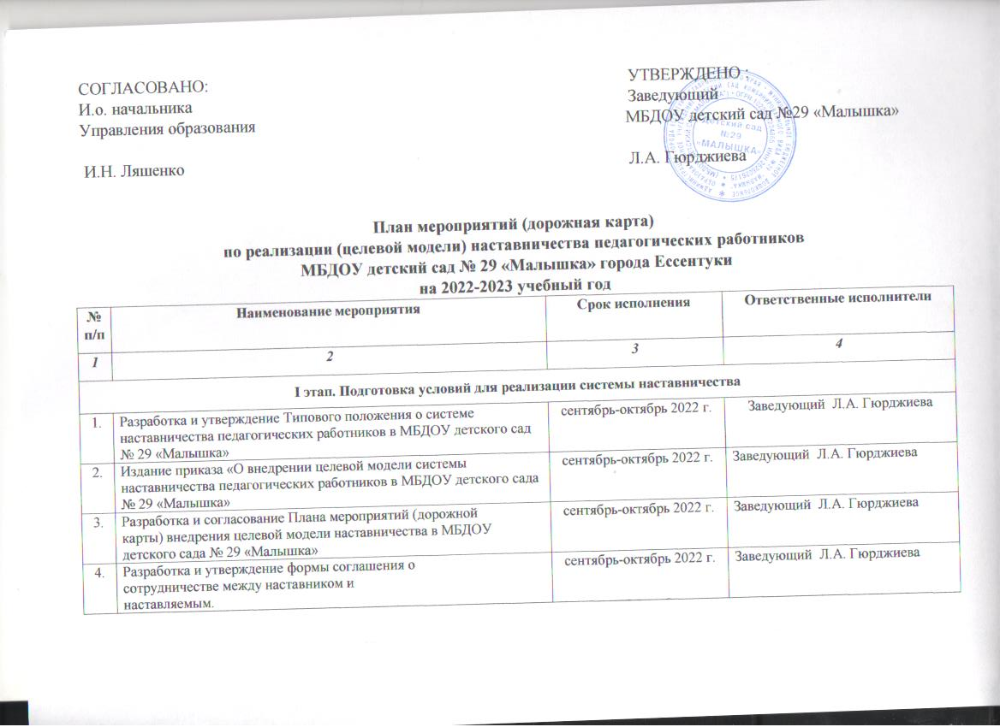 СОГЛАСОВАНО:
И.о. начальника
Управления образования
И.Н. Ляшенко
УТВЕРЖДЕНО :
Заведующий
МБДОУ детский сад №29 «Малышка»
Л.А. Гюрджиева
детский сад
№29
«МАЛЫШКА»
План мероприятий (дорожная карта)
по реализации (целевой модели) наставничества педагогических работников
МБДОУ детский сад № 29 «Малышка» города Ессентуки
на 2022-2023 учебный год
№ Наименование мероприятия Срок исполнения Ответственные исполнители
п/п
1 2 3 4
I этап. Подготовка условий для реализации системы наставничества
1. Разработка и утверждение Типового положения о системе сентябрь-октябрь 2022 г. Заведующий Л.А. Гюрджиева
наставничества педагогических работников в МБДОУ детского сад
№ 29 «Малышка»
2. Издание приказа «О внедрении целевой модели системы сентябрь-октябрь 2022 г. Заведующий Л.А. Гюрджиева
наставничества педагогических работников в МБДОУ детского сада
№ 29 «Малышка»
3. Разработка и согласование Плана мероприятий (дорожной сентябрь-октябрь 2022 г. Заведующий Л.А. Гюрджиева
карты) внедрения целевой модели наставничества в МБДОУ
детского сада № 29 «Малышка»
4. Разработка и утверждение формы соглашения о сентябрь-октябрь 2022 г. Заведующий Л.А. Гюрджиева
сотрудничестве между наставником и
наставляемым.